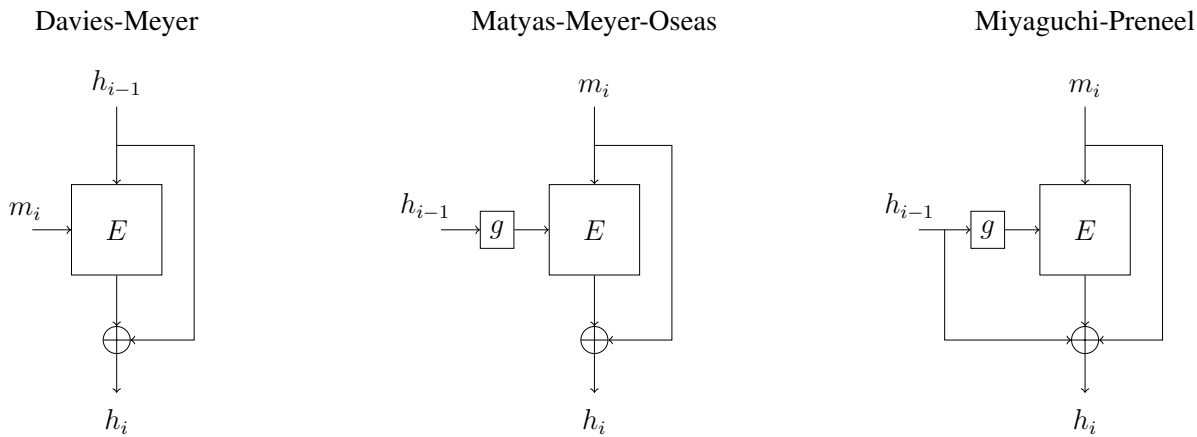 Davies-Meyer
Matyas-Meyer-Oseas
Miyaguchi-Preneel
h_{i-1}
m_i
m_i
m_i
E
h_{i-1}
g
E
h_{i-1}
g
E
h_i
h_i
h_i